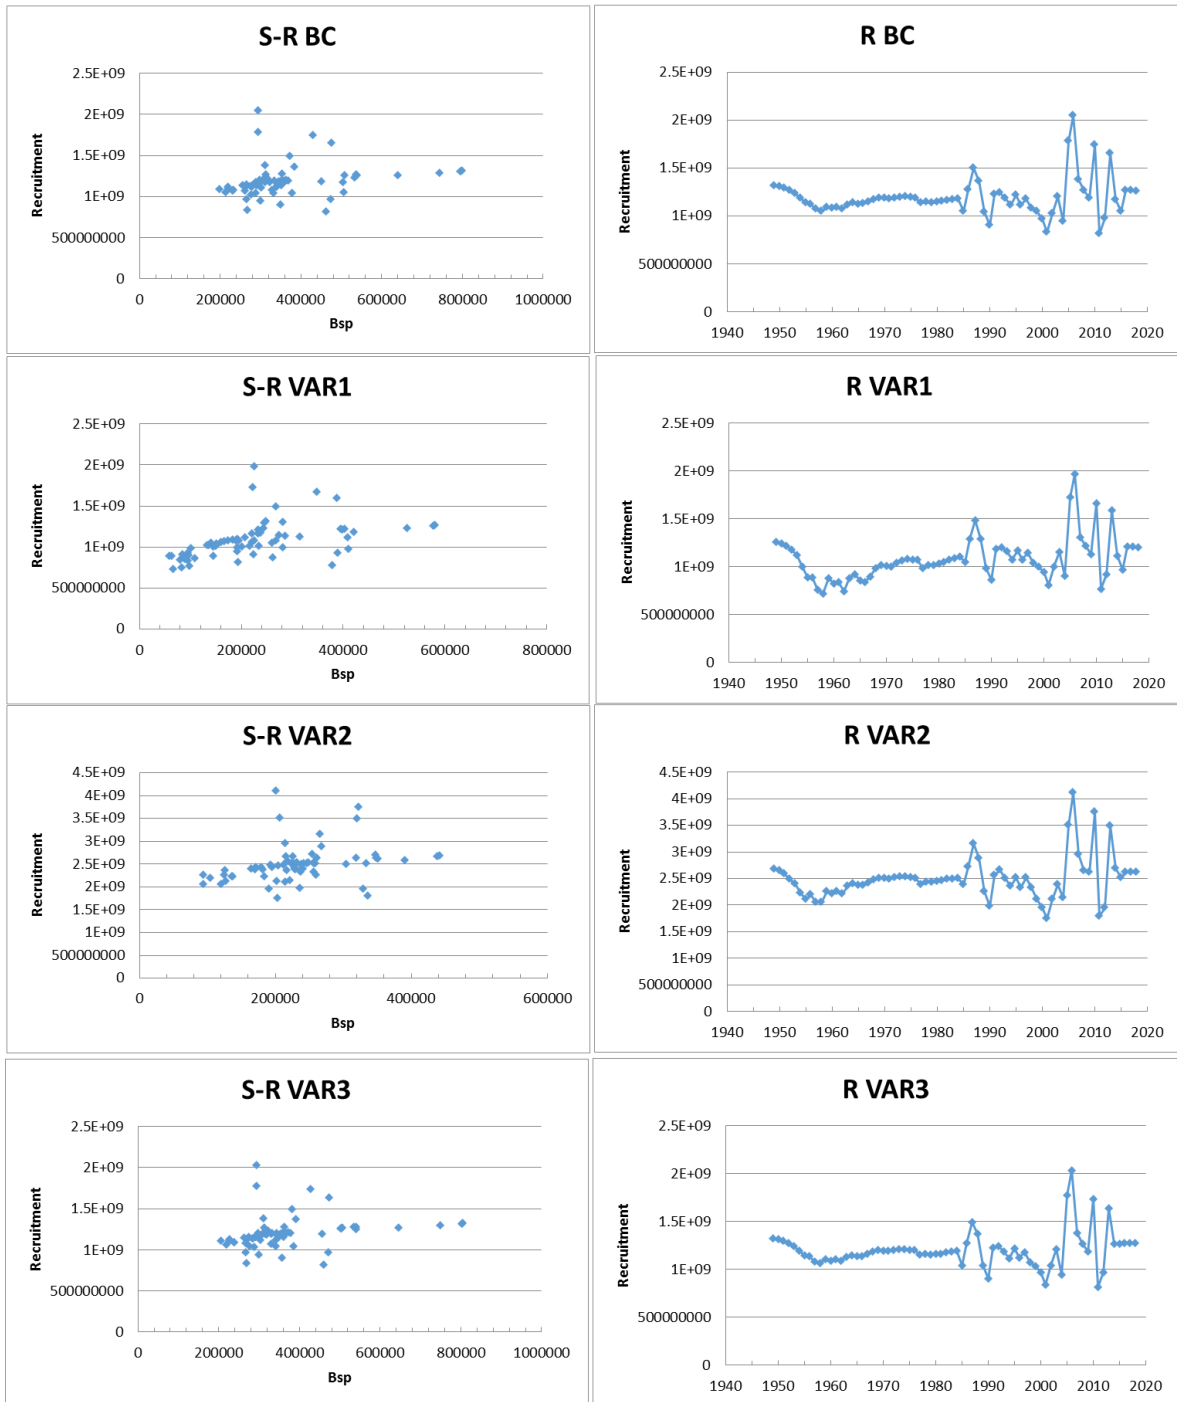 S-R BC
2.5E+09
2E+09
1.5E+09
1E+09
500000000
0
Recruitment
0 200000 400000 600000 800000 1000000
Bsp
R BC
2.5E+09
2E+09
1.5E+09
1E+09
500000000
0
Recruitment
1940 1950 1960 1970 1980 1990 2000 2010 2020
S-R VAR1
2.5E+09
2E+09
1.5E+09
1E+09
500000000
0
Recruitment
0 200000 400000 600000 800000
Bsp
R VAR1
2.5E+09
2E+09
1.5E+09
1E+09
500000000
0
Recruitment
1940 1950 1960 1970 1980 1990 2000 2010 2020
S-R VAR2
4.5E+09
4E+09
3.5E+09
3E+09
2.5E+09
2E+09
1.5E+09
1E+09
500000000
0
Recruitment
0 200000 400000 600000
Bsp
R VAR2
4.5E+09
4E+09
3.5E+09
3E+09
2.5E+09
2E+09
1.5E+09
1E+09
500000000
0
Recruitment
1940 1950 1960 1970 1980 1990 2000 2010 2020
S-R VAR3
2.5E+09
2E+09
1.5E+09
1E+09
500000000
0
Recruitment
0 200000 400000 600000 800000 1000000
Bsp
R VAR3
2.5E+09
2E+09
1.5E+09
1E+09
500000000
0
Recruitment
1940 1950 1960 1970 1980 1990 2000 2010 2020